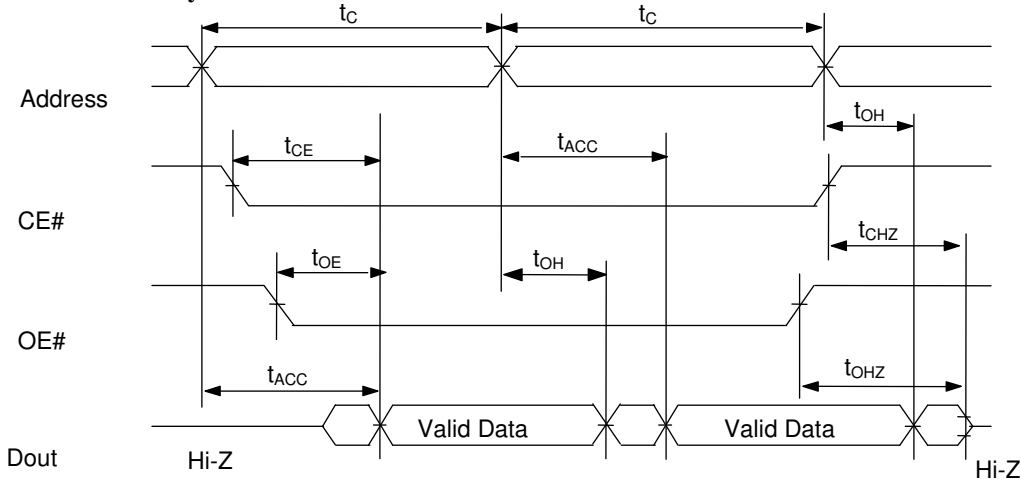 tC
tC
Address
tOH
tCE
tACC
CE#
tCHZ
tOE
tOH
OE#
tACC
tOHZ
Valid Data
Valid Data
Dout
Hi-Z
Hi-Z